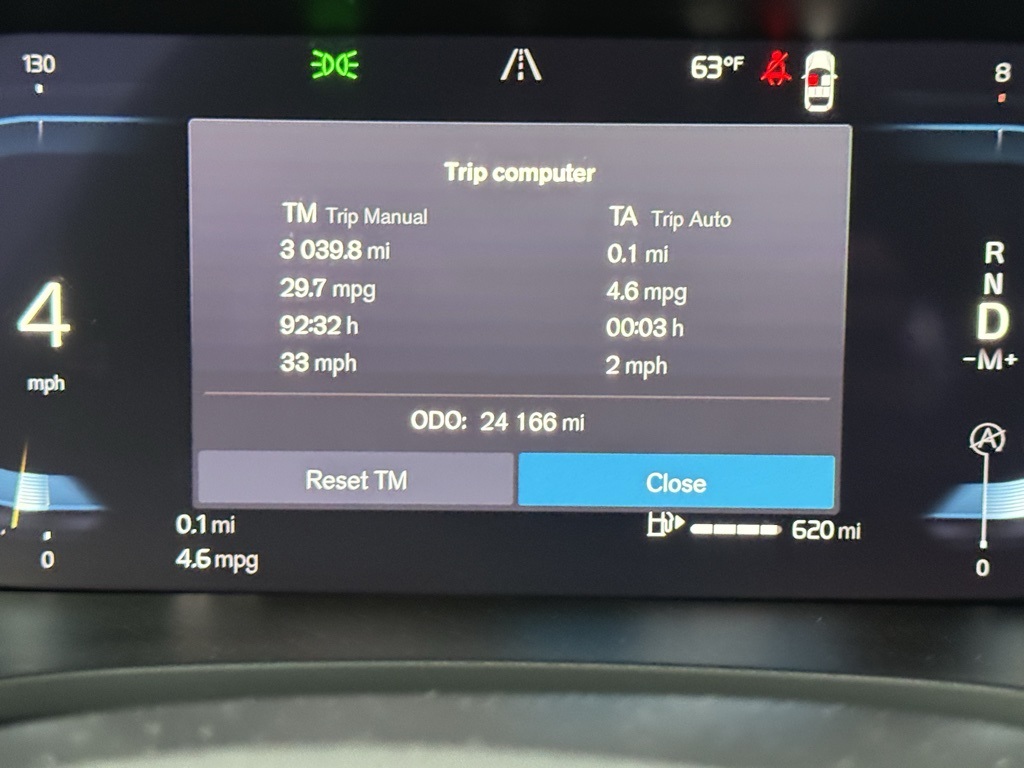 130
63°F
8
Trip computer
TM Trip Manual
3 039.8 mi
29.7 mpg
92:32 h
33 mph
TA Trip Auto
0.1 mi
4.6 mpg
00:03 h
2 mph
ODO: 24 166 mi
Reset TM
Close
4
mph
R
N
D
-M+
A
0.1 mi
4.6 mpg
620 mi
0
0